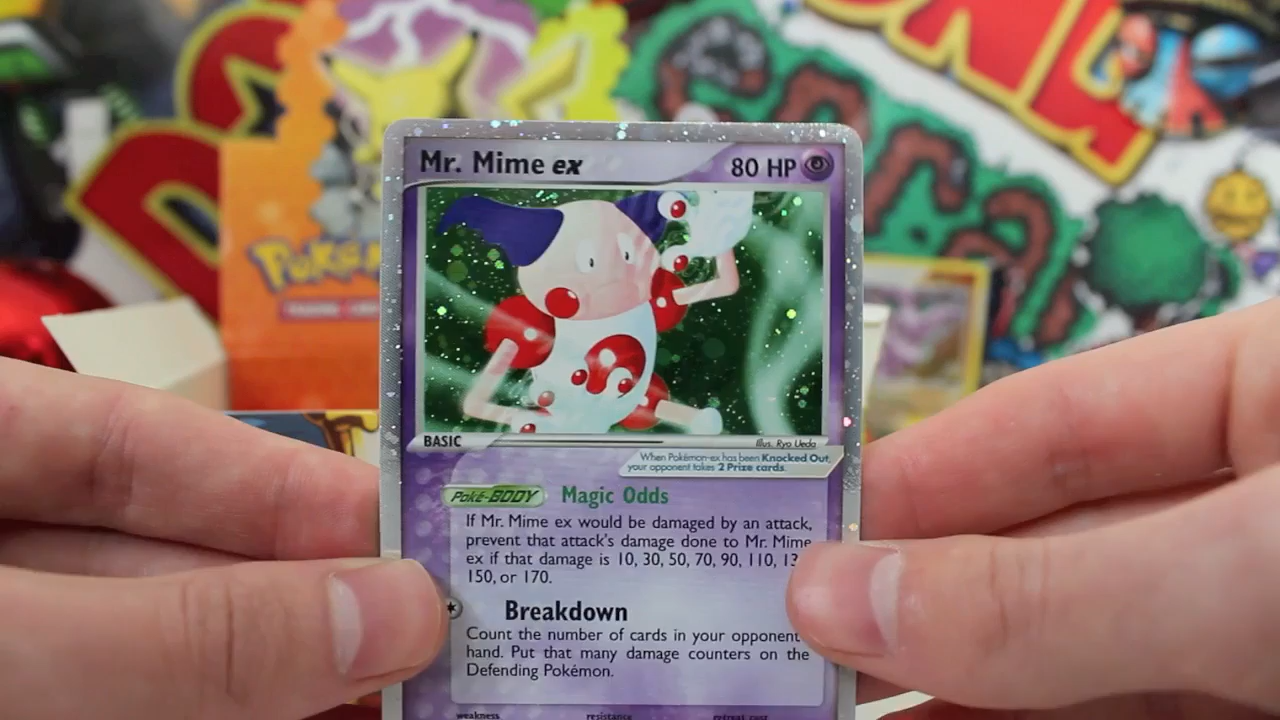 Mr. Mime ex 80 HP
BASIC
Illus. Ryo Ueda
When Pokémon-ex has been Knocked Out,
your opponent takes 2 Prize cards.
Poké-BODY Magic Odds
If Mr. Mime ex would be damaged by an attack,
prevent that attack's damage done to Mr. Mime
ex if that damage is 10, 30, 50, 70, 90, 110, 13
150, or 170.
Breakdown
Count the number of cards in your opponent
hand. Put that many damage counters on the
Defending Pokémon.
weakness resistance retreat cost